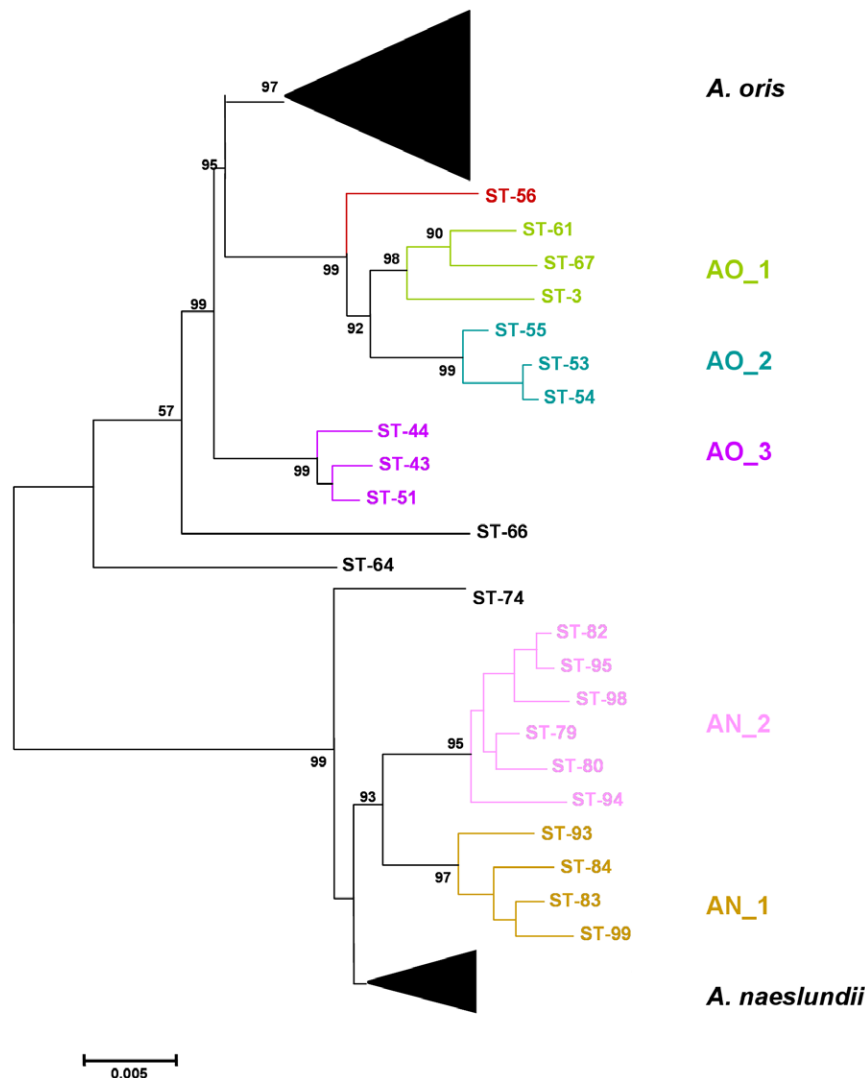 97
A. oris
95
ST-56
ST-61
90
ST-67
98
AO_1
99
ST-3
99
ST-55
92
ST-53
AO_2
99
ST-54
57
ST-44
AO_3
ST-43
99
ST-51
ST-66
ST-64
ST-74
ST-82
ST-95
ST-98
AN_2
ST-79
95
99
ST-80
93
ST-94
ST-93
ST-84
97
ST-83
AN_1
ST-99
A. naeslundii
0.005